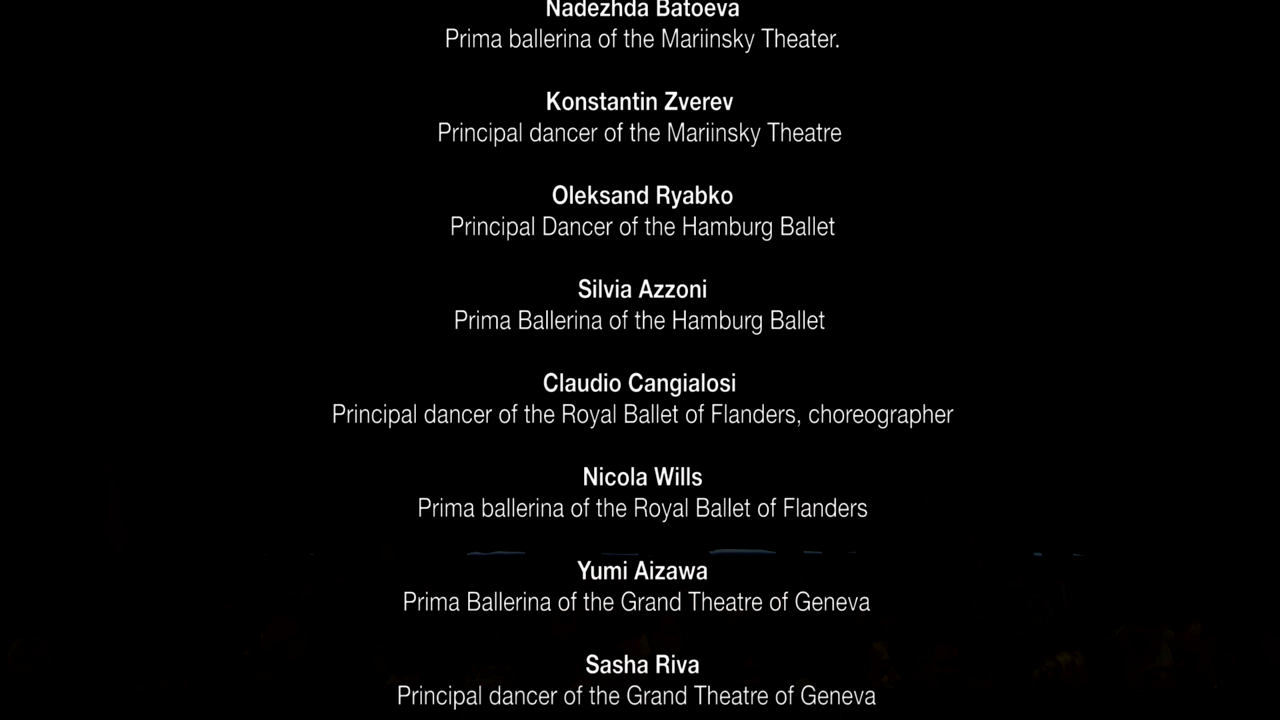 Nadezhda Batoeva
Prima ballerina of the Mariinsky Theater.
Konstantin Zverev
Principal dancer of the Mariinsky Theatre
Oleksand Ryabko
Principal Dancer of the Hamburg Ballet
Silvia Azzoni
Prima Ballerina of the Hamburg Ballet
Claudio Cangialosi
Principal dancer of the Royal Ballet of Flanders, choreographer
Nicola Wills
Prima ballerina of the Royal Ballet of Flanders
Yumi Aizawa
Prima Ballerina of the Grand Theatre of Geneva
Sasha Riva
Principal dancer of the Grand Theatre of Geneva